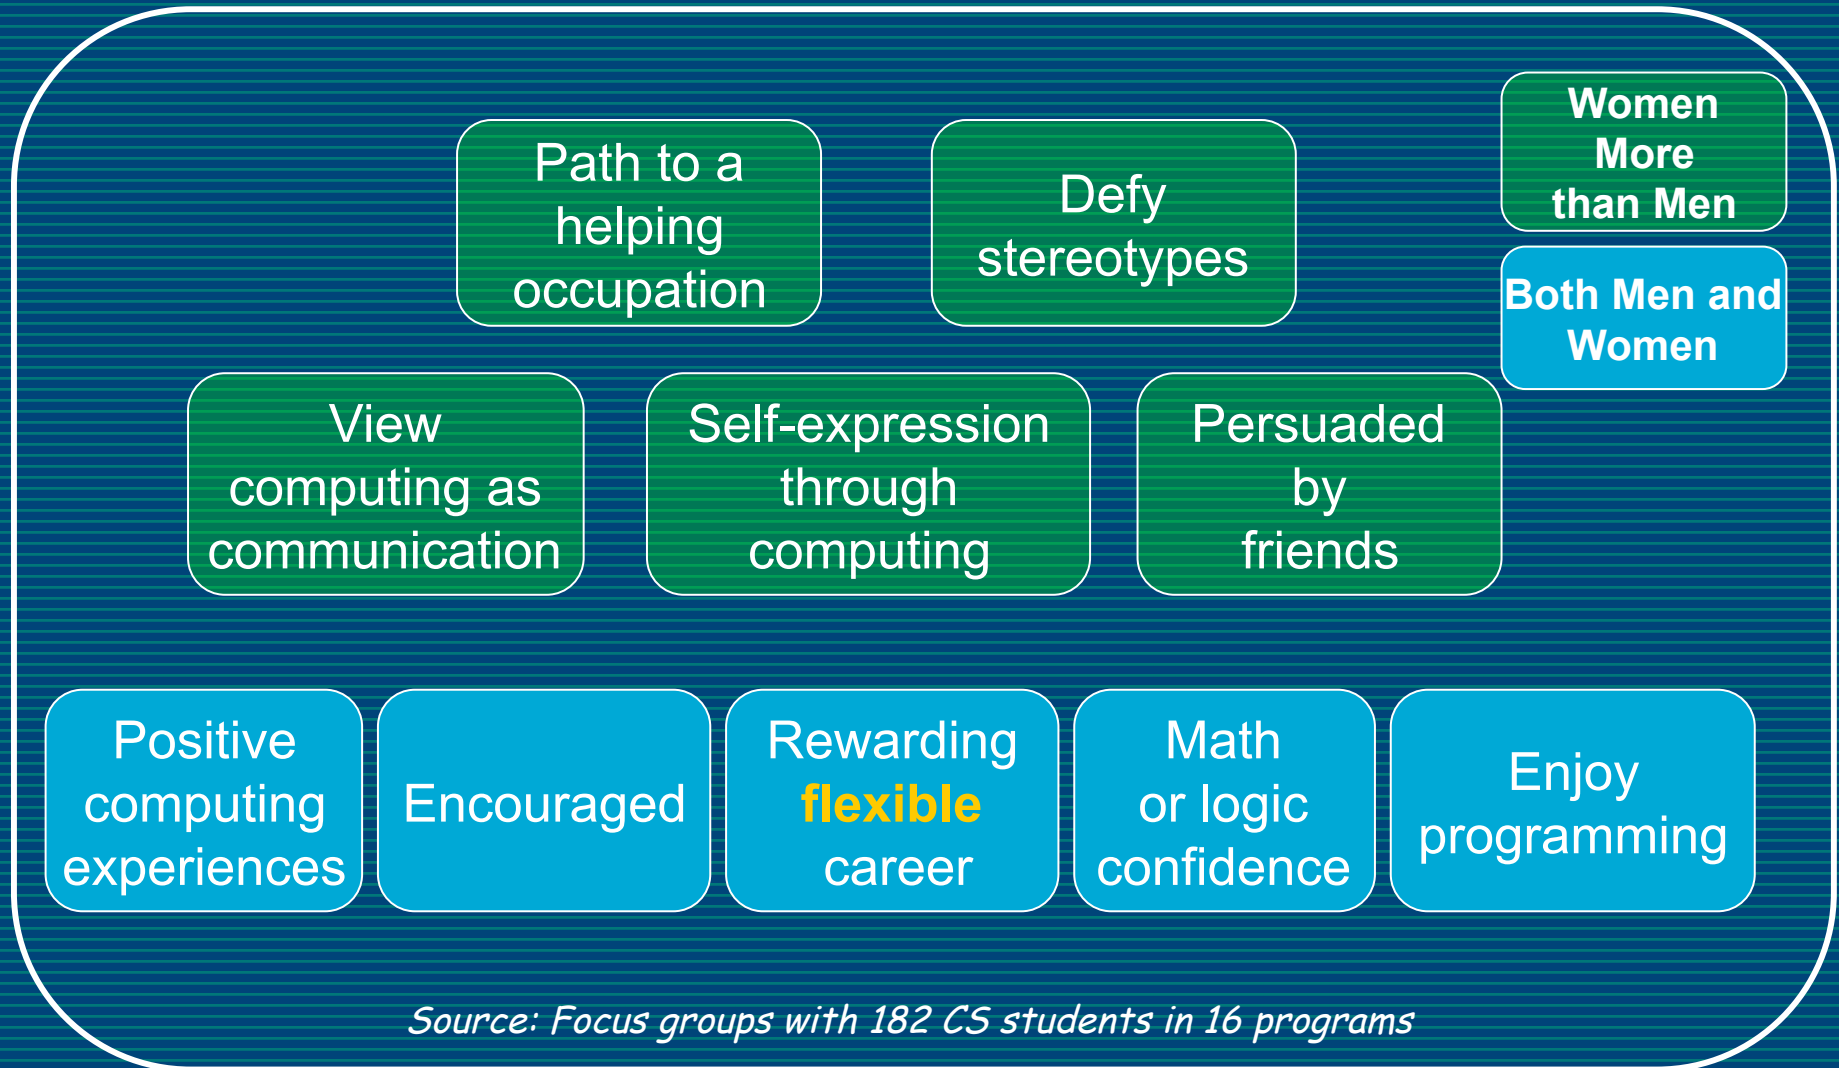 Path to a
helping
occupation
Defy
stereotypes
Women
More
than Men
Both Men and
Women
View
computing as
communication
Self-expression
through
computing
Persuaded
by
friends
Positive
computing
experiences
Encouraged
Rewarding
flexible
career
Math
or logic
confidence
Enjoy
programming
Source: Focus groups with 182 CS students in 16 programs